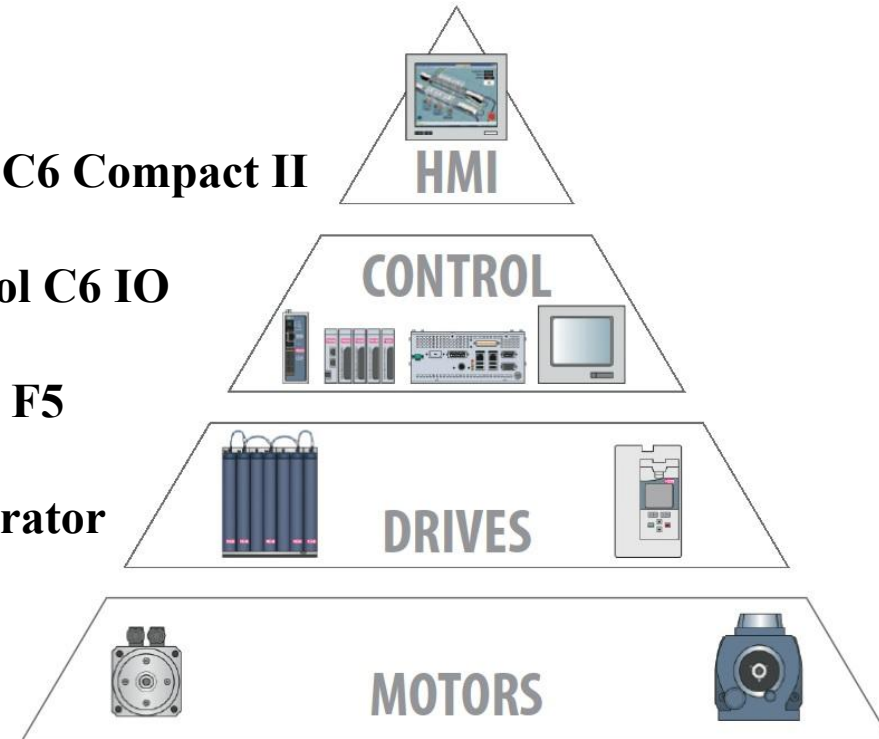 HMI
C6 Compact II
CONTROL
ol C6 IO
F5
DRIVES
rator
MOTORS